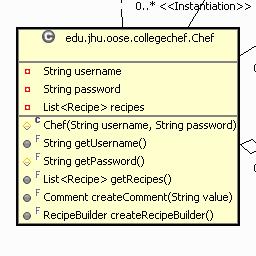 0..* <<Instantiation>>
C edu.jhu.oose.collegechef.Chef
String username
String password
List<Recipe> recipes
C Chef(String username, String password)
F String getUsername()
F String getPassword()
F List<Recipe> getRecipes()
F Comment createComment(String value)
F RecipeBuilder createRecipeBuilder()